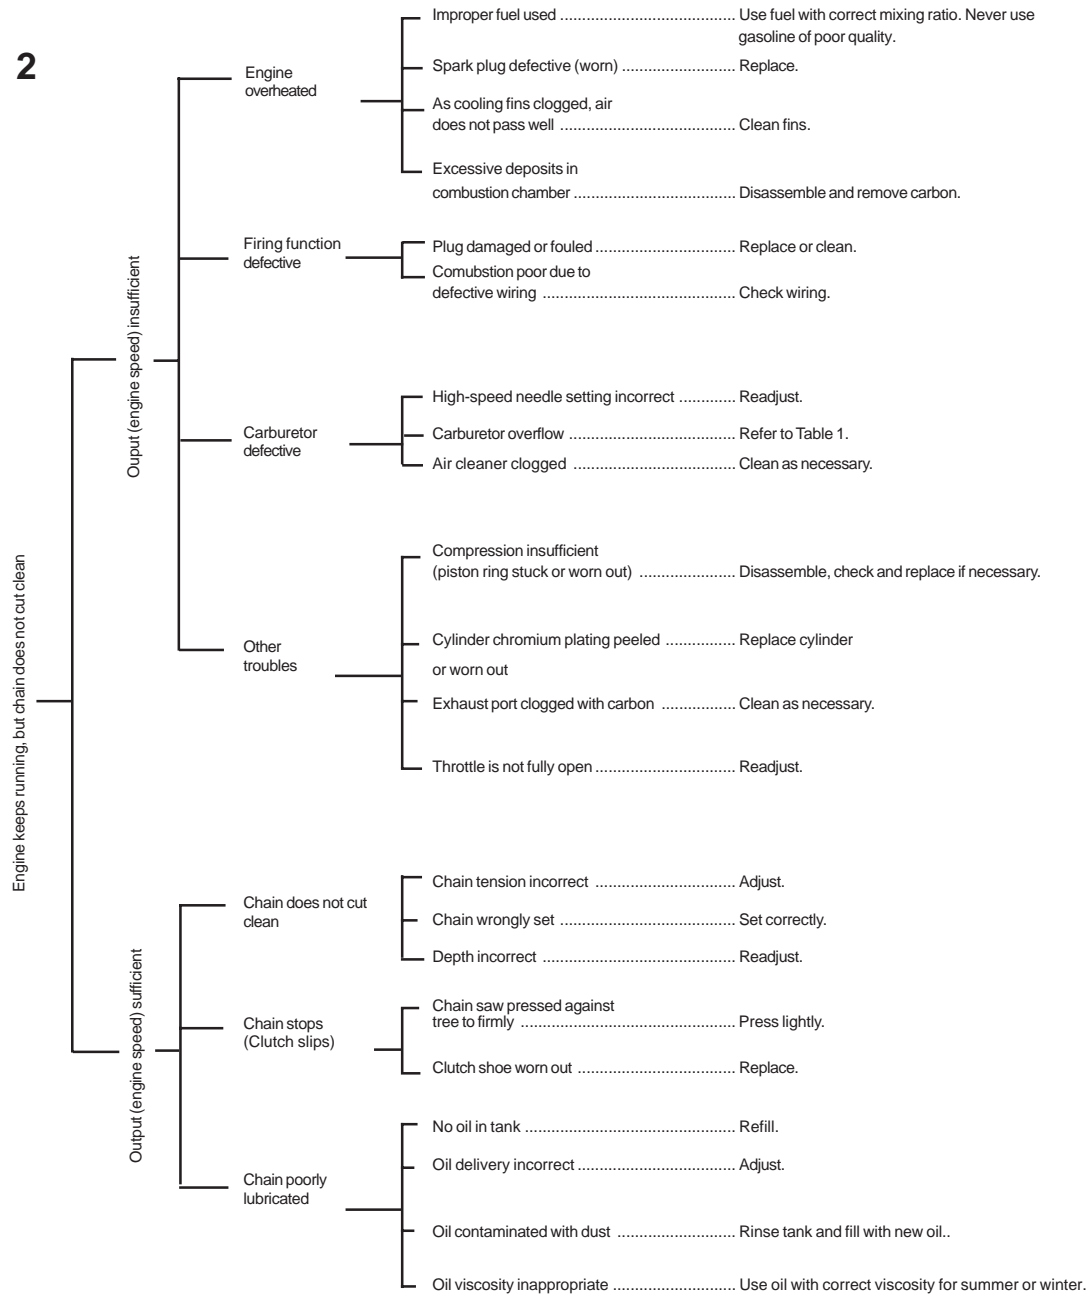 2
Engine keeps running, but chain does not cut clean
Ouput (engine speed) insufficient
Engine
overheated
Improper fuel used ........................................ Use fuel with correct mixing ratio. Never use
gasoline of poor quality.
Spark plug defective (worn) .......................... Replace.
As cooling fins clogged, air
does not pass well ........................................ Clean fins.
Excessive deposits in
combustion chamber ..................................... Disassemble and remove carbon.
Firing function
defective
Plug damaged or fouled ................................ Replace or clean.
Comubstion poor due to
defective wiring ............................................ Check wiring.
Carburetor
defective
High-speed needle setting incorrect ............. Readjust.
Carburetor overflow ...................................... Refer to Table 1.
Air cleaner clogged ..................................... Clean as necessary.
Other
troubles
Compression insufficient
(piston ring stuck or worn out) ...................... Disassemble, check and replace if necessary.
Cylinder chromium plating peeled ................ Replace cylinder
or worn out
Exhaust port clogged with carbon ................. Clean as necessary.
Throttle is not fully open ................................ Readjust.
Output (engine speed) sufficient
Chain does not cut
clean
Chain tension incorrect ................................ Adjust.
Chain wrongly set ........................................ Set correctly.
Depth incorrect ............................................ Readjust.
Chain stops
(Clutch slips)
Chain saw pressed against
tree to firmly ................................................. Press lightly.
Clutch shoe worn out .................................... Replace.
Chain poorly
lubricated
No oil in tank ................................................ Refill.
Oil delivery incorrect .................................... Adjust.
Oil contaminated with dust ........................... Rinse tank and fill with new oil..
Oil viscosity inappropriate ............................ Use oil with correct viscosity for summer or winter.